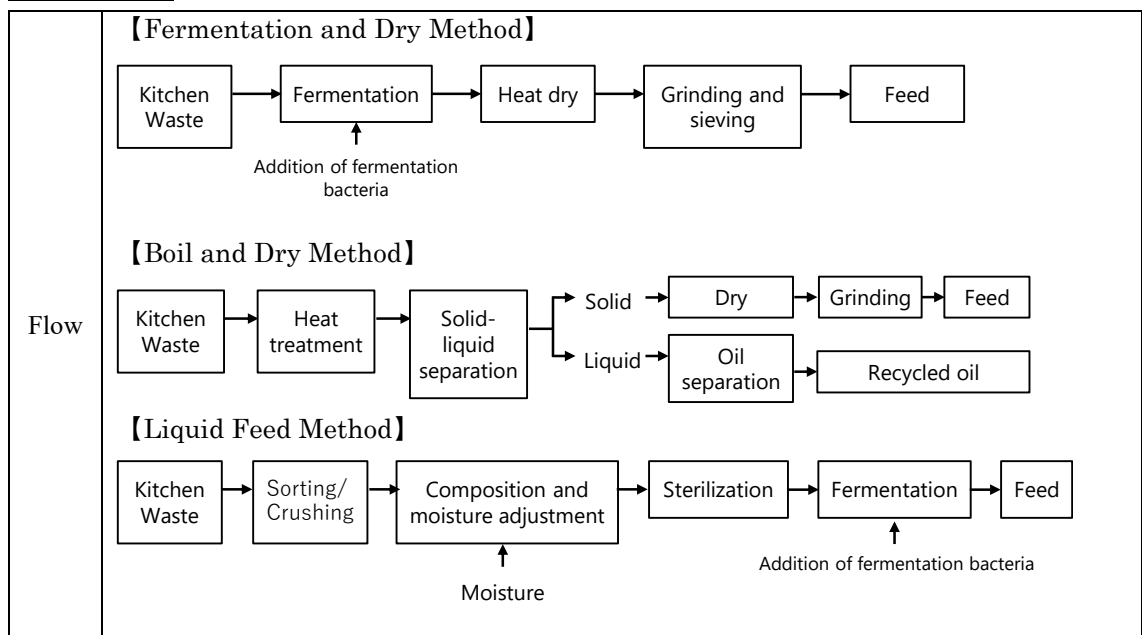 Flow
【Fermentation and Dry Method】
Kitchen
Waste
Fermentation
Heat dry
Grinding and
sieving
Feed
Addition of fermentation
bacteria
【Boil and Dry Method】
Kitchen
Waste
Heat
treatment
Solid-
liquid
separation
Solid
Dry
Grinding
Feed
Liquid
Oil
separation
Recycled oil
【Liquid Feed Method】
Kitchen
Waste
Sorting/
Crushing
Composition and
moisture adjustment
Sterilization
Fermentation
Feed
Moisture
Addition of fermentation bacteria